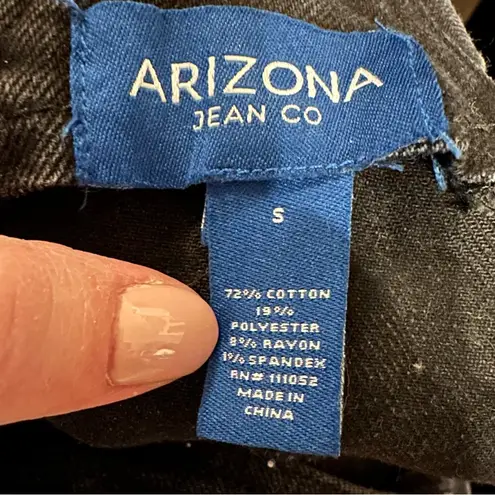 ARIZONA
JEAN CO
S
72% COTTON
19%
POLYESTER
8% RAYON
1% SPANDEX
RN# 111052
MADE IN
CHINA